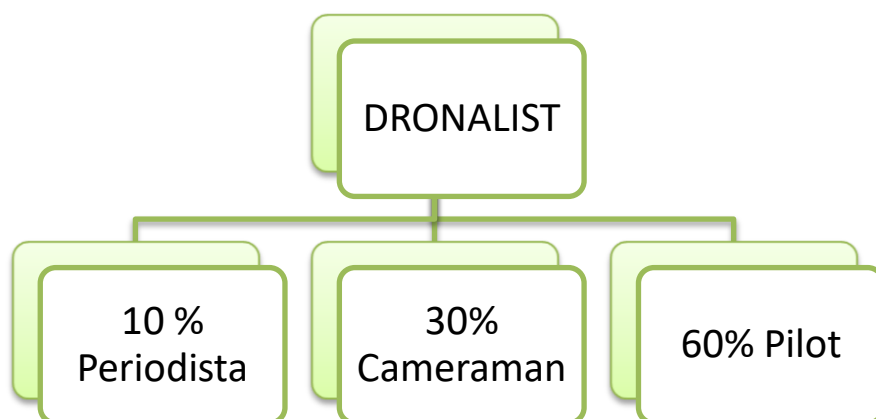 DRONALIST
10 %
Periodista
30%
Cameraman
60% Pilot